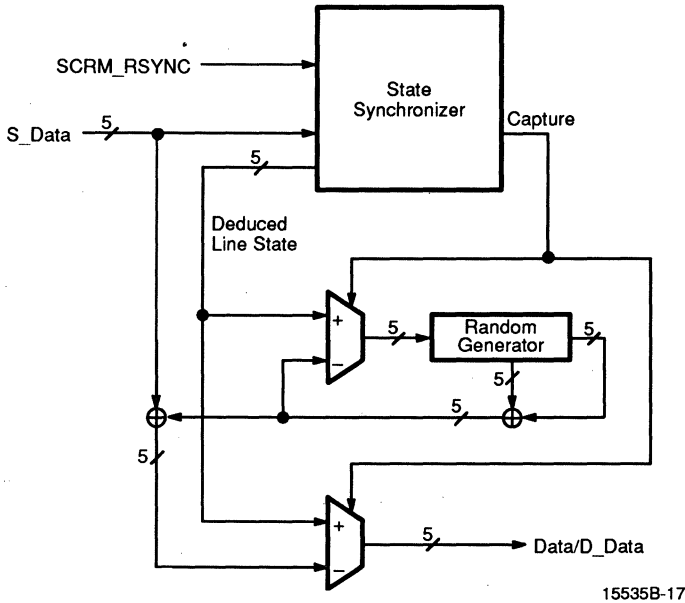 SCRM_RSYNC
State
Synchronizer
S_Data
5
Capture
5
Deduced
Line State
+
5
Random
Generator
5
−
5
5
5
+
5
Data/D_Data
−
15535B-17